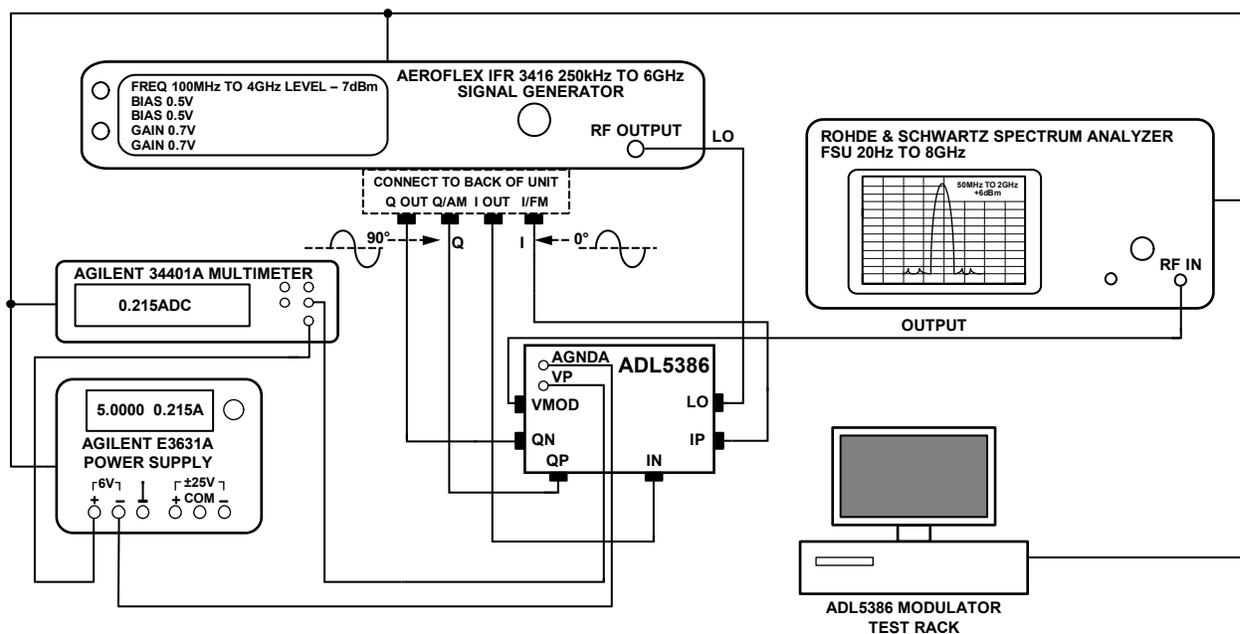 AEROFLEX IFR 3416 250kHz TO 6GHz
SIGNAL GENERATOR
FREQ 100MHz TO 4GHz LEVEL – 7dBm
BIAS 0.5V
BIAS 0.5V
GAIN 0.7V
GAIN 0.7V
RF OUTPUT
LO
CONNECT TO BACK OF UNIT
Q OUT Q/AM I OUT I/FM
90°
Q
I
0°
ROHDE & SCHWARTZ SPECTRUM ANALYZER
FSU 20Hz TO 8GHz
50MHz TO 2GHz
+6dBm
RF IN
AGILENT 34401A MULTIMETER
0.215ADC
OUTPUT
AGNDA
VP
ADL5386
VMOD
LO
QN
IP
QP
IN
5.0000 0.215A
AGILENT E3631A
POWER SUPPLY
6V
±25V
+
–
+
COM
–
ADL5386 MODULATOR
TEST RACK